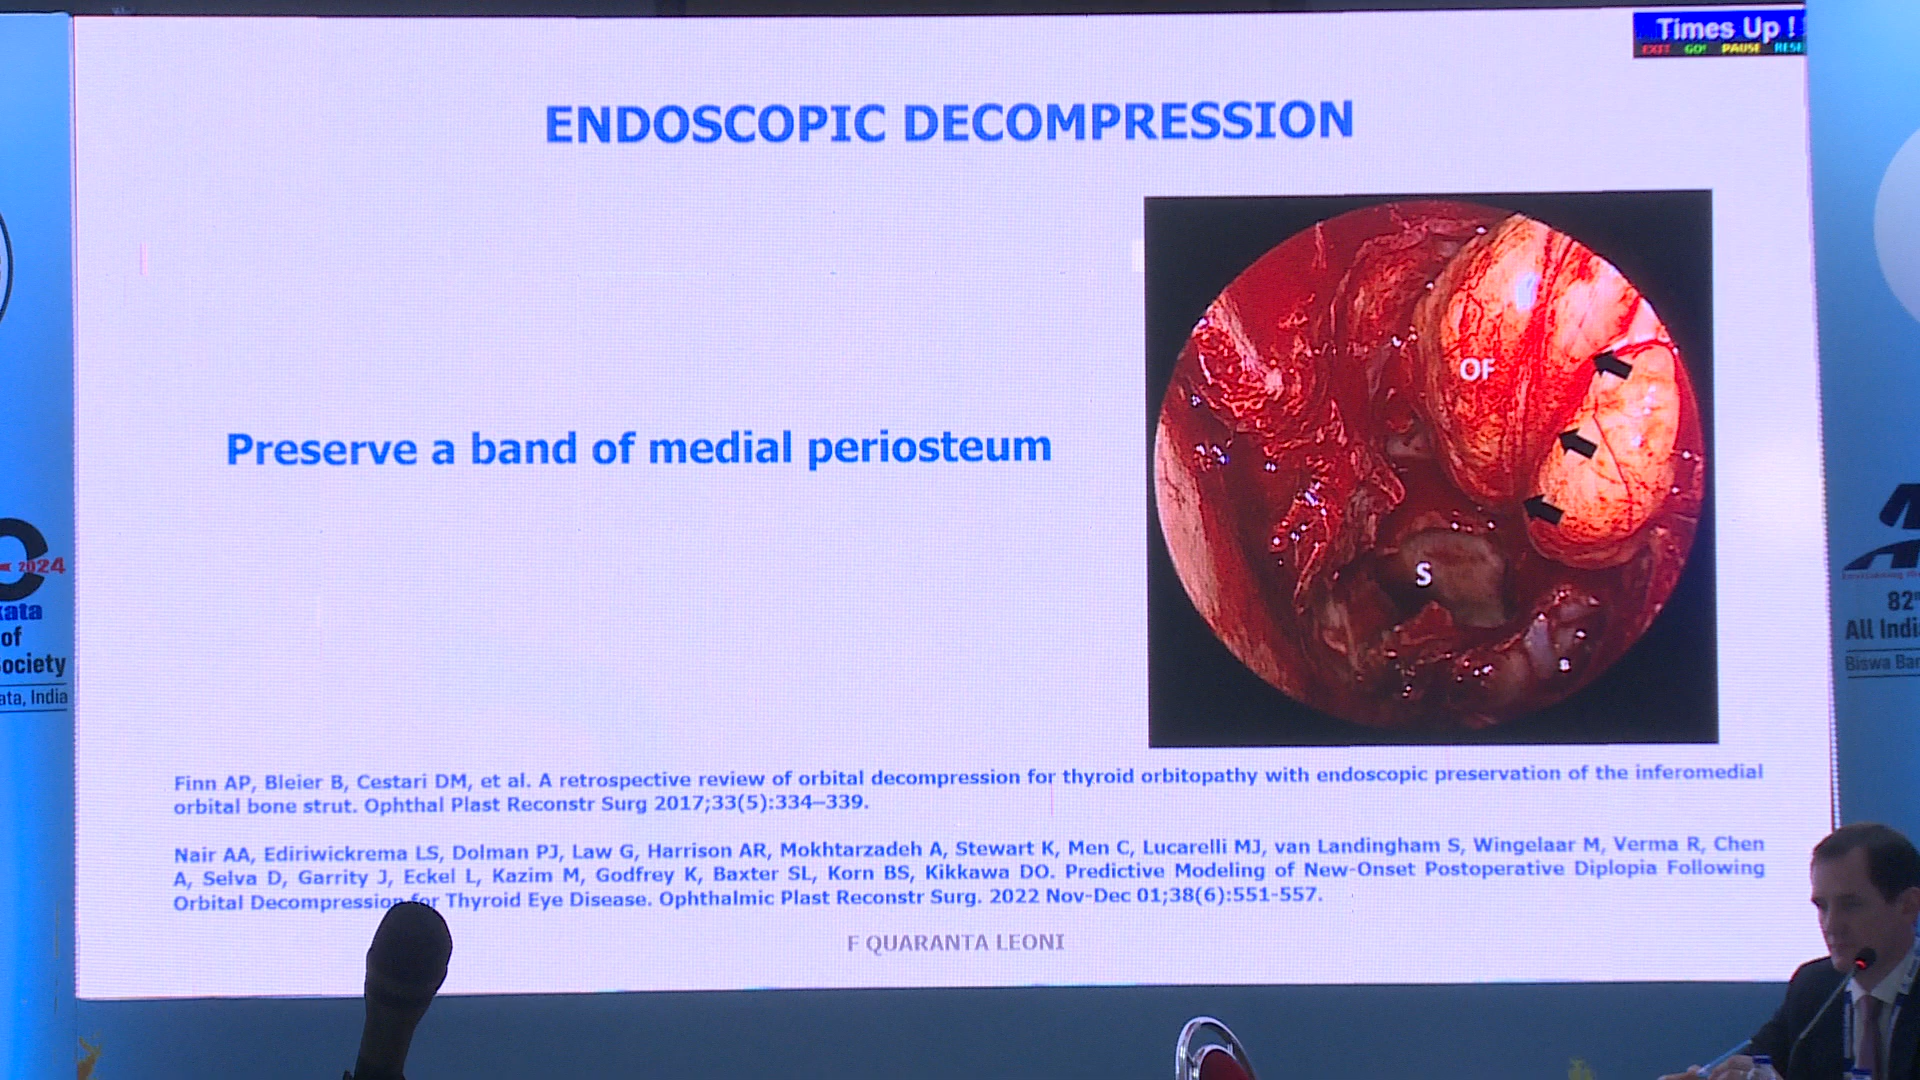 Times Up !
EXIT GO! PAUSE RESE
ENDOSCOPIC DECOMPRESSION
Preserve a band of medial periosteum
OF
S
Finn AP, Bleier B, Cestari DM, et al. A retrospective review of orbital decompression for thyroid orbitopathy with endoscopic preservation of the inferomedial
orbital bone strut. Ophthal Plast Reconstr Surg 2017;33(5):334–339.
Nair AA, Ediriwickrema LS, Dolman PJ, Law G, Harrison AR, Mokhtarzadeh A, Stewart K, Men C, Lucarelli MJ, van Landingham S, Wingelaar M, Verma R, Chen
A, Selva D, Garrity J, Eckel L, Kazim M, Godfrey K, Baxter SL, Korn BS, Kikkawa DO. Predictive Modeling of New-Onset Postoperative Diplopia Following
Orbital Decompression for Thyroid Eye Disease. Ophthalmic Plast Reconstr Surg. 2022 Nov-Dec 01;38(6):551-557.
F QUARANTA LEONI
C
2024
kata
of
ociety
ata, India
82
All Indi
Biswa Ban